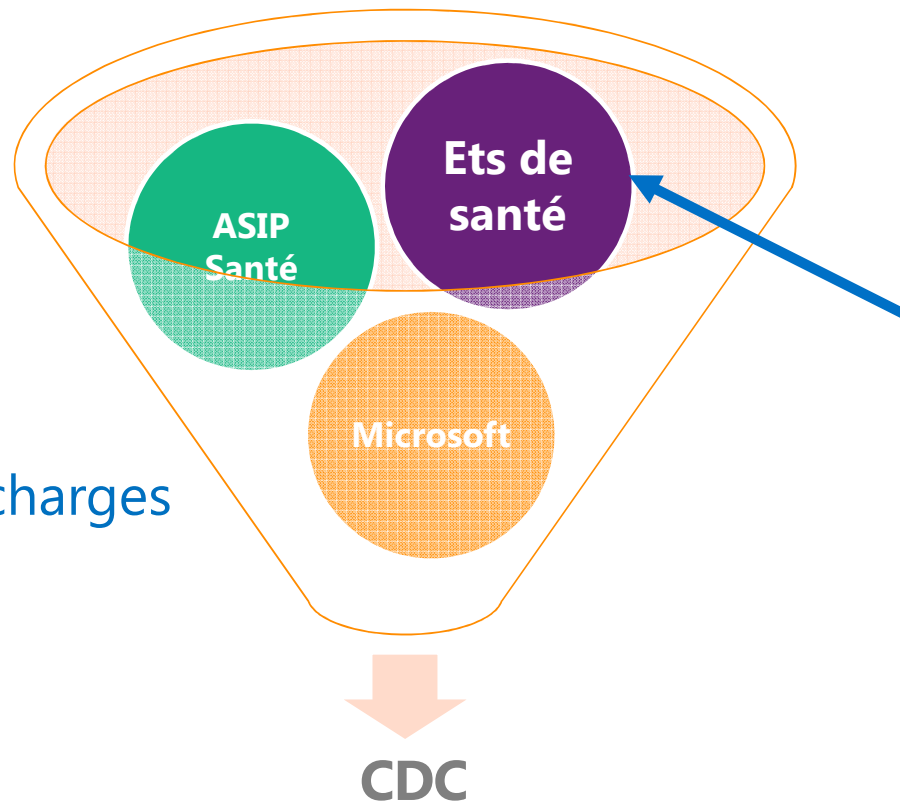 Ets de
santé
ASIP
Santé
Microsoft
charges
CDC